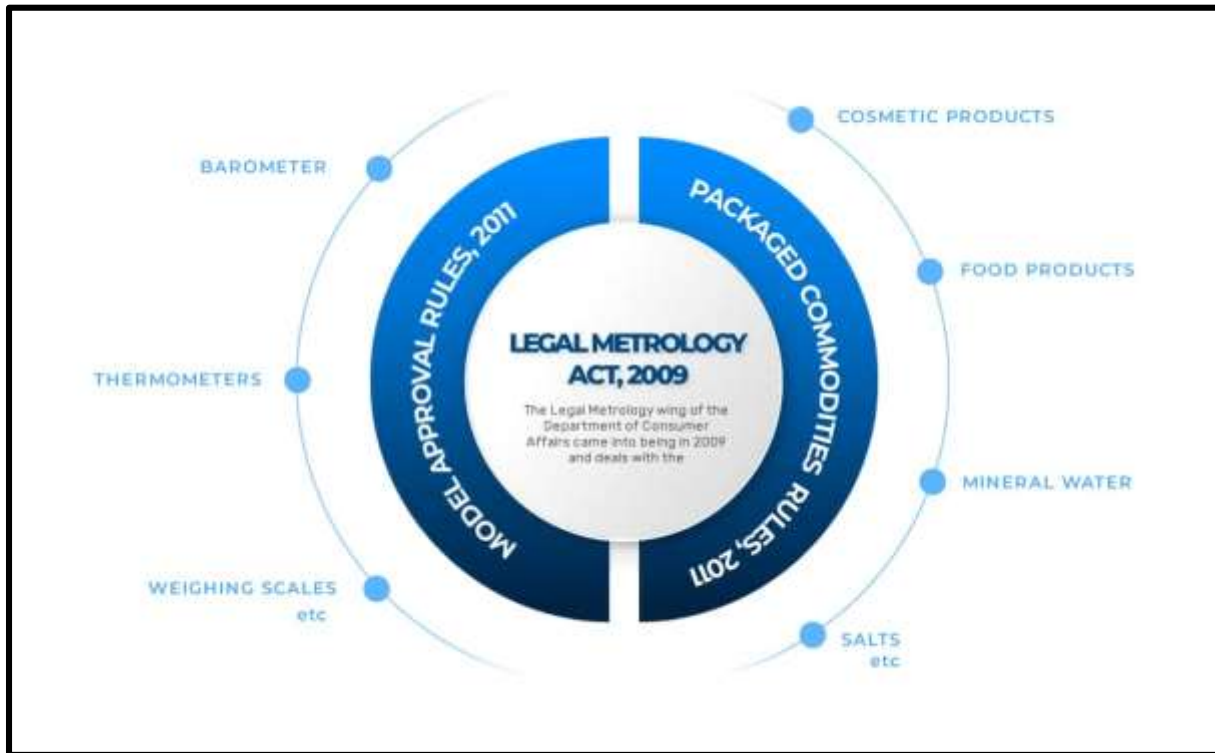 BAROMETER
THERMOMETERS
WEIGHING SCALES
etc
MODEL APPROVAL RULES, 2011
LEGAL METROLOGY
ACT, 2009
The Legal Metrology wing of the
Department of Consumer
Affairs came into being in 2009
and deals with the
PACKAGED COMMODITIES RULES, 2011
COSMETIC PRODUCTS
FOOD PRODUCTS
MINERAL WATER
SALTS
etc